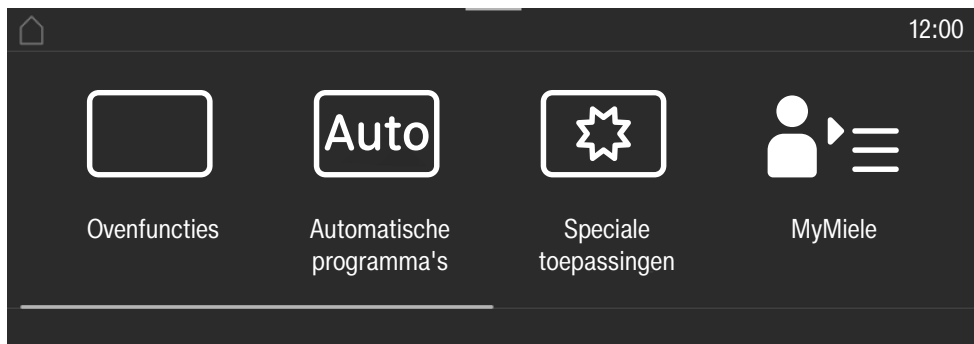 12:00
Auto
Ovenfuncties
Automatische
programma's
Speciale
toepassingen
MyMiele